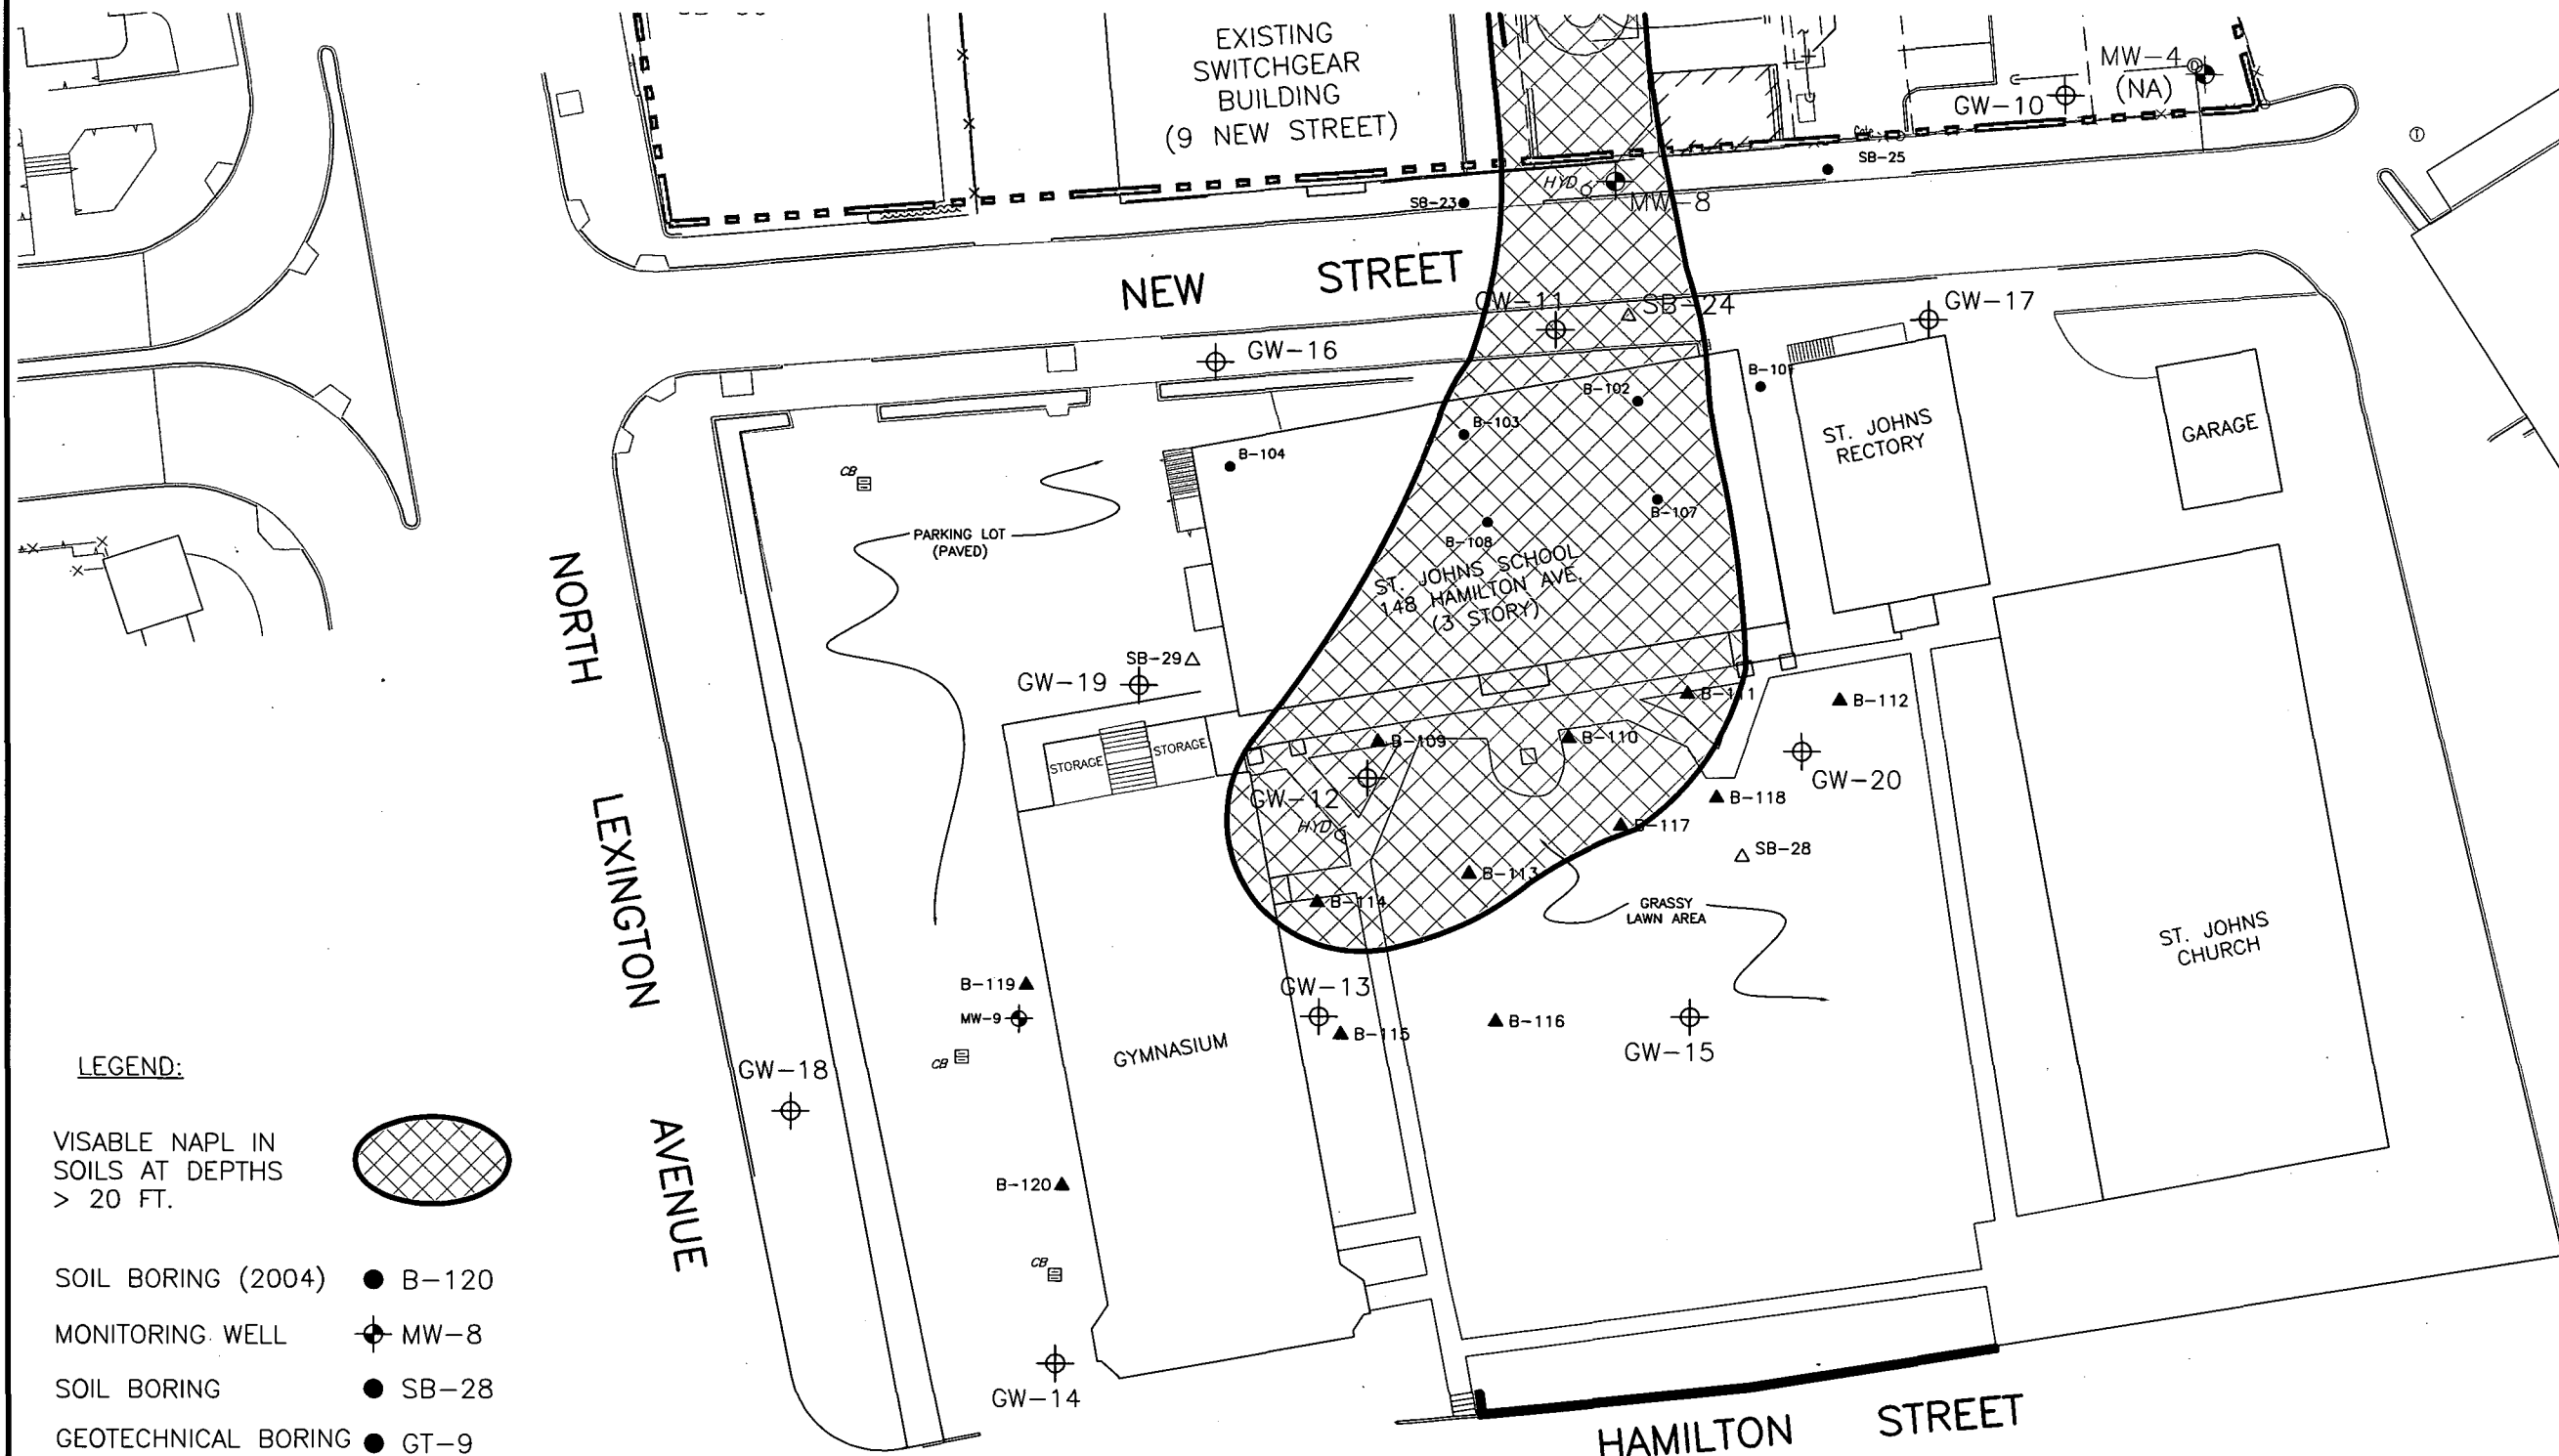 EXISTING
SWITCHGEAR
BUILDING
(9 NEW STREET)
MW-4
(NA)
GW-10
SB-25
HYD
SB-23
MW-8
NEW STREET
GW-11
SB-24
GW-17
GW-16
B-102
B-103
B-104
CB
ST. JOHNS
RECTORY
GARAGE
PARKING LOT
(PAVED)
B-107
B-108
ST. JOHNS SCHOOL
148 HAMILTON AVE.
(3 STORY)
NORTH
LEXINGTON
AVENUE
SB-29
GW-19
B-111
B-112
STORAGE
STORAGE
B-109
B-110
GW-20
GW-12
HYD
B-118
B-117
SB-28
B-113
B-114
GRASSY
LAWN AREA
ST. JOHNS
CHURCH
B-119
MW-9
GW-13
B-115
B-116
GW-15
CB
GYMNASIUM
GW-18
B-120
CB
GW-14
HAMILTON STREET
LEGEND:
VISABLE NAPL IN
SOILS AT DEPTHS
> 20 FT.
SOIL BORING (2004) B-120
MONITORING WELL MW-8
SOIL BORING SB-28
GEOTECHNICAL BORING GT-9